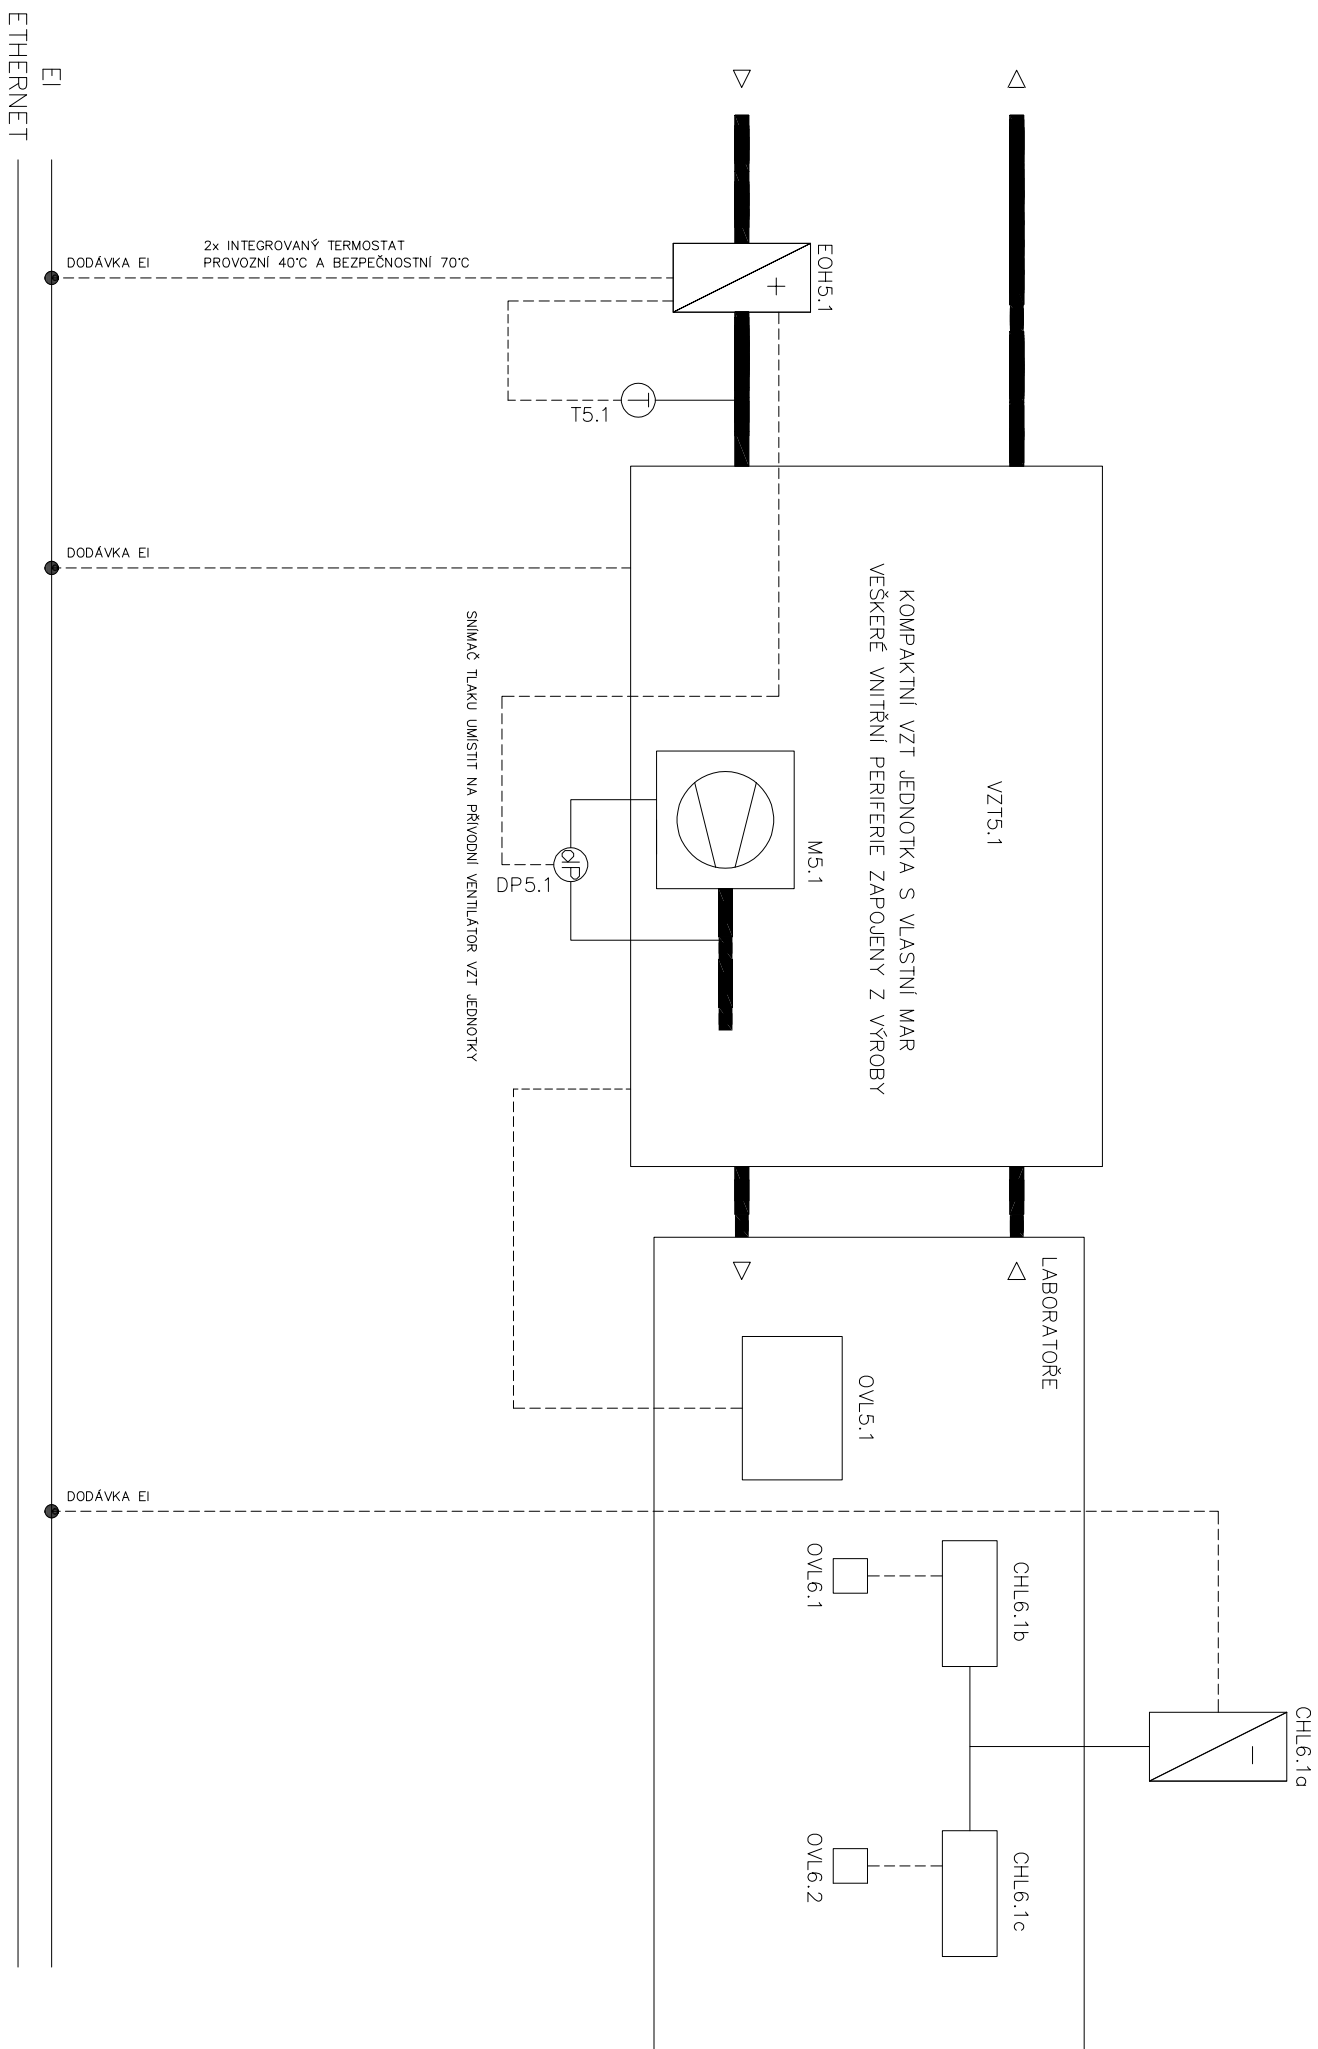 ETHERNET
EI
DODÁVKA EI
2x INTEGROVANÝ TERMOSTAT
PROVOZNÍ 40°C A BEZPEČNOSTNÍ 70°C
EOH5.1
+
T
T5.1
DODÁVKA EI
KOMPAKTNÍ VZT JEDNOTKA S VLASTNÍ MAR
VEŠKERÉ VNITŘNÍ PERIFERIE ZAPOJENY Z VÝROBY
VZT5.1
M5.1
dP
DP5.1
SNÍMAČ TLAKU UMÍSTIT NA PŘÍVODNÍ VENTILÁTOR VZT JEDNOTKY
LABORATOŘE
OVL5.1
DODÁVKA EI
CHL6.1b
OVL6.1
CHL6.1a
-
CHL6.1c
OVL6.2